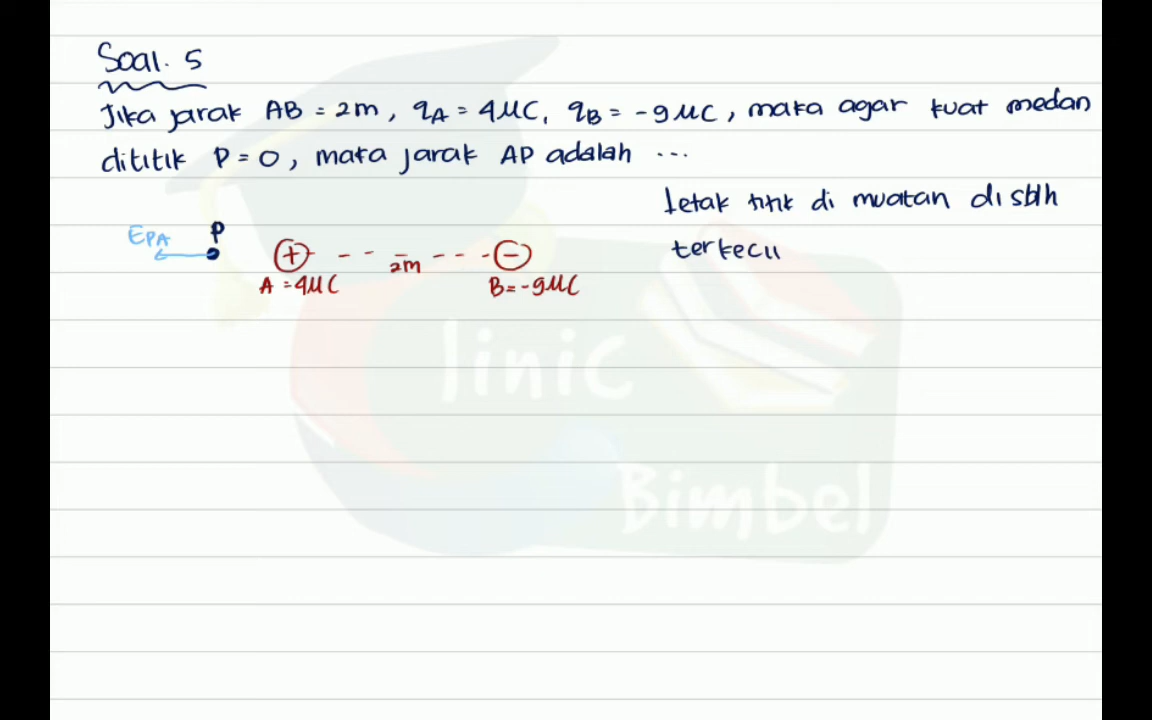 Soal. 5
Jika jarak AB = 2m, qA = 4μC, qB = -9μC, maka agar kuat medan
dititik P = 0, maka jarak AP adalah ...
letak titik di muatan disblh
terkecil
EPA P
+ - - - - - - -
2m
A = 4μC B = -9μC
Jinic
Bimbel